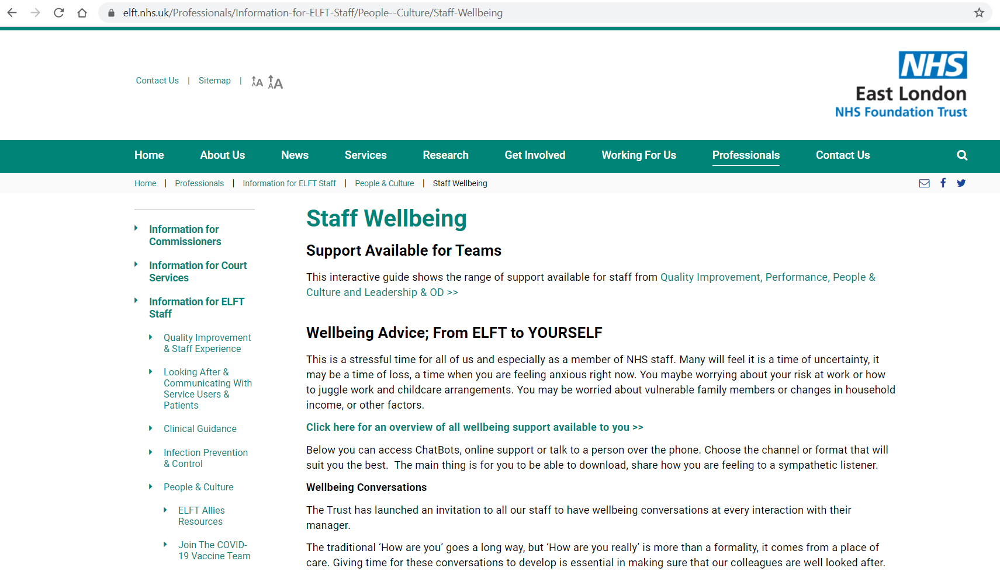 elft.nhs.uk/Professionals/Information-for-ELFT-Staff/People--Culture/Staff-Wellbeing
Contact Us | Sitemap | AA AA
NHS
East London
NHS Foundation Trust
Home About Us News Services Research Get Involved Working For Us Professionals Contact Us
Home | Professionals | Information for ELFT Staff | People & Culture | Staff Wellbeing
Information for
Commissioners
Information for Court
Services
Information for ELFT
Staff
Quality Improvement
& Staff Experience
Looking After &
Communicating With
Service Users &
Patients
Clinical Guidance
Infection Prevention
& Control
People & Culture
ELFT Allies
Resources
Join The COVID-
19 Vaccine Team
Staff Wellbeing
Support Available for Teams
This interactive guide shows the range of support available for staff from Quality Improvement, Performance, People &
Culture and Leadership & OD >>
Wellbeing Advice; From ELFT to YOURSELF
This is a stressful time for all of us and especially as a member of NHS staff. Many will feel it is a time of uncertainty, it
may be a time of loss, a time when you are feeling anxious right now. You maybe worrying about your risk at work or how
to juggle work and childcare arrangements. You may be worried about vulnerable family members or changes in household
income, or other factors.
Click here for an overview of all wellbeing support available to you >>
Below you can access ChatBots, online support or talk to a person over the phone. Choose the channel or format that will
suit you the best.  The main thing is for you to be able to download, share how you are feeling to a sympathetic listener.
Wellbeing Conversations
The Trust has launched an invitation to all our staff to have wellbeing conversations at every interaction with their
manager.
The traditional ‘How are you’ goes a long way, but ‘How are you really’ is more than a formality, it comes from a place of
care. Giving time for these conversations to develop is essential in making sure that our colleagues are well looked after.